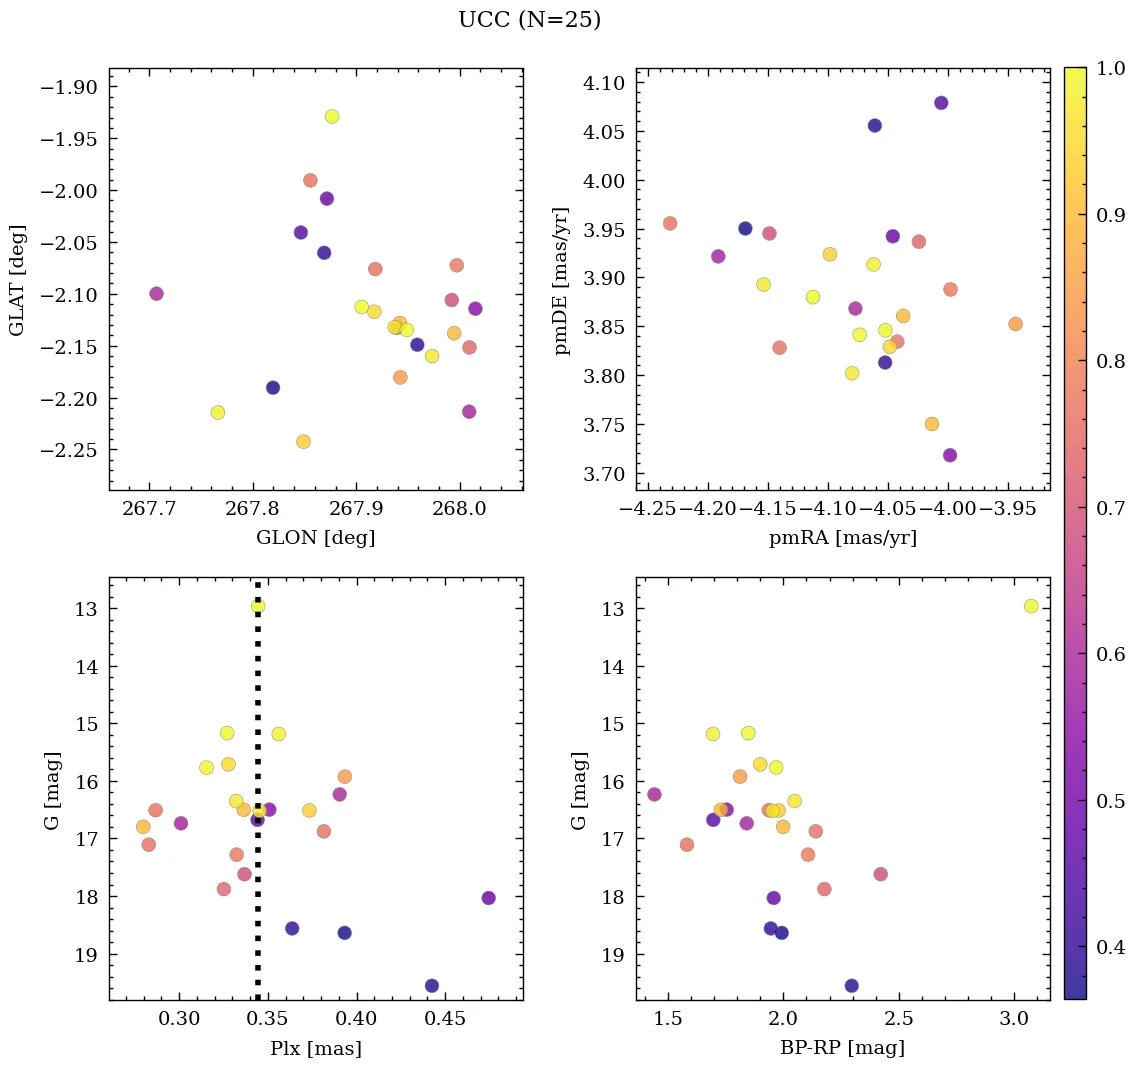 UCC (N=25)
−1.90
−1.95
−2.00
−2.05
−2.10
−2.15
−2.20
−2.25
GLAT [deg]
267.7 267.8 267.9 268.0
GLON [deg]
4.10
4.05
4.00
3.95
3.90
3.85
3.80
3.75
3.70
pmDE [mas/yr]
−4.25 −4.20 −4.15 −4.10 −4.05 −4.00 −3.95
pmRA [mas/yr]
13
14
15
16
17
18
19
G [mag]
0.30 0.35 0.40 0.45
Plx [mas]
13
14
15
16
17
18
19
G [mag]
1.5 2.0 2.5 3.0
BP-RP [mag]
1.0
0.9
0.8
0.7
0.6
0.5
0.4